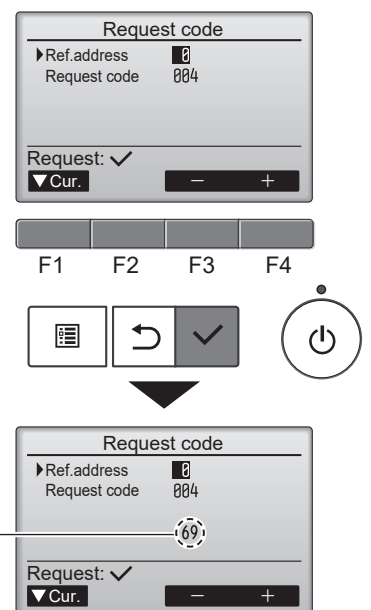 Request code
Ref.address 0
Request code 004
Request: ✓
▼Cur. − +
F1 F2 F3 F4
Request code
Ref.address 0
Request code 004
69
Request: ✓
▼Cur. − +